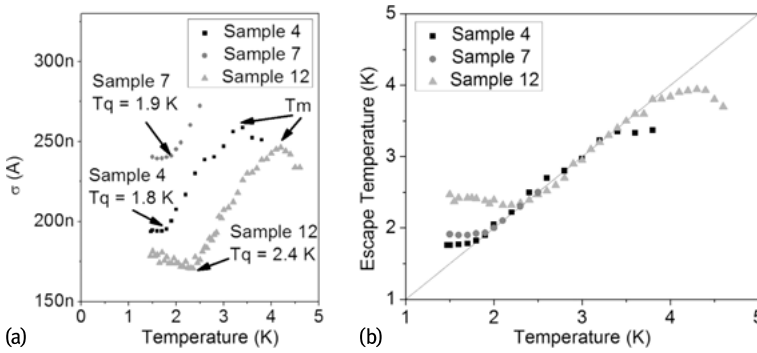 (a)
300n
250n
200n
150n
σ (A)
0 1 2 3 4 5
Temperature (K)
Sample 4
Sample 7
Sample 12
Sample 7
Tq = 1.9 K
Tm
Sample 4
Tq = 1.8 K
Sample 12
Tq = 2.4 K
(b)
5
4
3
2
1
Escape Temperature (K)
1 2 3 4 5
Temperature (K)
Sample 4
Sample 7
Sample 12